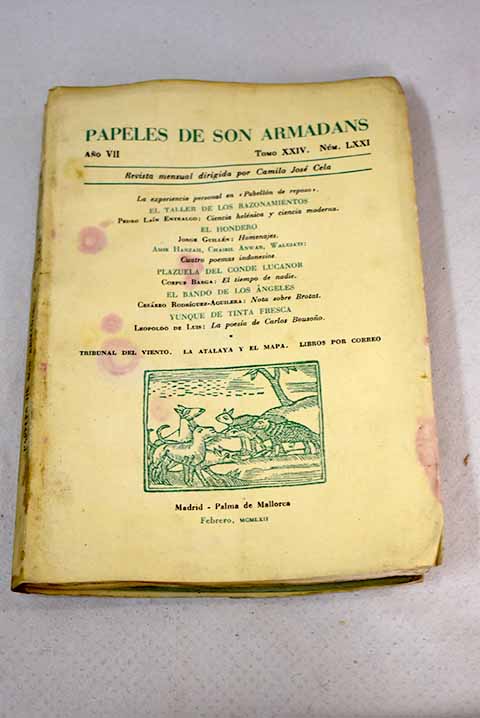 PAPELES DE SON ARMADANS
AÑO VII TOMO XXIV. NÚM. LXXI
Revista mensual dirigida por Camilo José Cela
La experiencia personal en «Pabellón de reposo».
EL TALLER DE LOS RAZONAMIENTOS
PEDRO LAÍN ENTRALGO: Ciencia helénica y ciencia moderna.
EL HONDERO
JORGE GUILLÉN: Homenajes.
AMIR HAMZAH, CHAIRIL ANWAR, WALUJATI:
Cuatro poemas indonesios.
PLAZUELA DEL CONDE LUCANOR
CORPUS BARGA: El tiempo de nadie.
EL BANDO DE LOS ÁNGELES
CESÁREO RODRÍGUEZ-AGUILERA: Nota sobre Brotat.
YUNQUE DE TINTA FRESCA
LEOPOLDO DE LUIS: La poesía de Carlos Bousoño.
TRIBUNAL DEL VIENTO. LA ATALAYA Y EL MAPA. LIBROS POR CORREO
Madrid - Palma de Mallorca
Febrero, MCMLXII